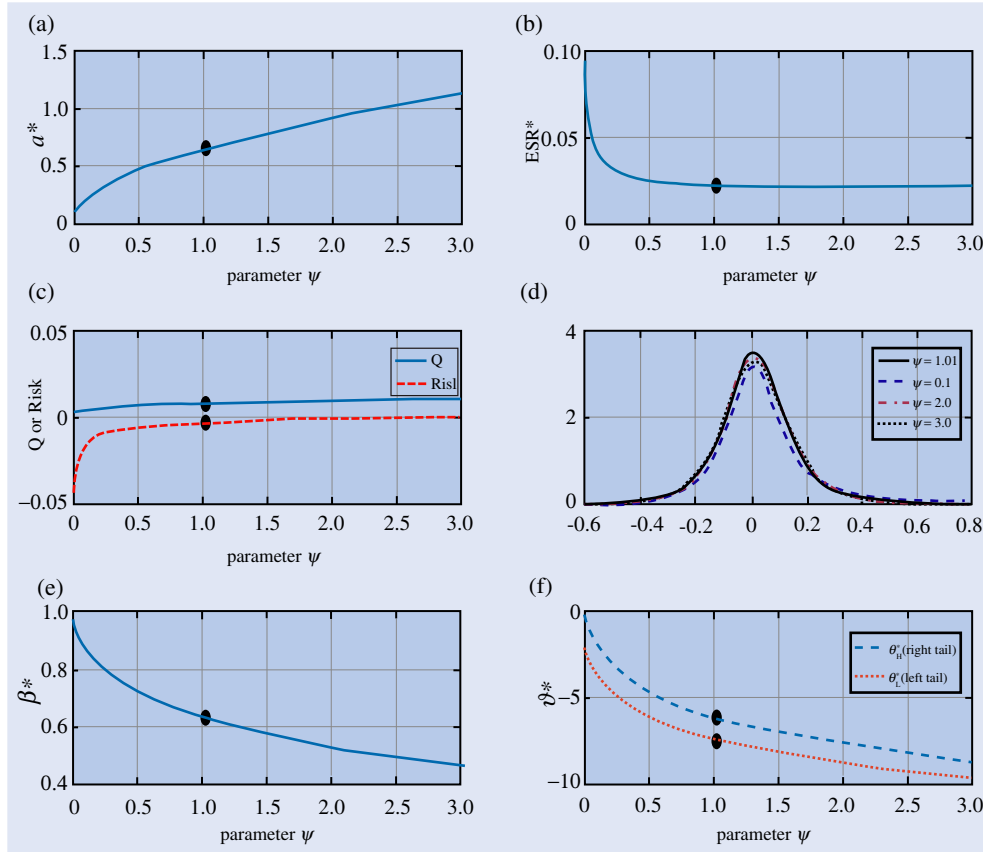 (a)
a*
1.5
1.0
0.5
0
0 0.5 1.0 1.5 2.0 2.5 3.0
parameter ψ
(b)
ESR*
0.10
0.05
0
0 0.5 1.0 1.5 2.0 2.5 3.0
parameter ψ
(c)
Q or Risk
0.05
0
−0.05
Q
Risl
0 0.5 1.0 1.5 2.0 2.5 3.0
parameter ψ
(d)
4
2
0
ψ = 1.01
ψ = 0.1
ψ = 2.0
ψ = 3.0
-0.6 -0.4 -0.2 0 0.2 0.4 0.6 0.8
(e)
β*
1.0
0.8
0.6
0.4
0 0.5 1.0 1.5 2.0 2.5 3.0
parameter ψ
(f)
ϑ*
0
−5
−10
θ*H(right tail)
θ*L(left tail)
0 0.5 1.0 1.5 2.0 2.5 3.0
parameter ψ